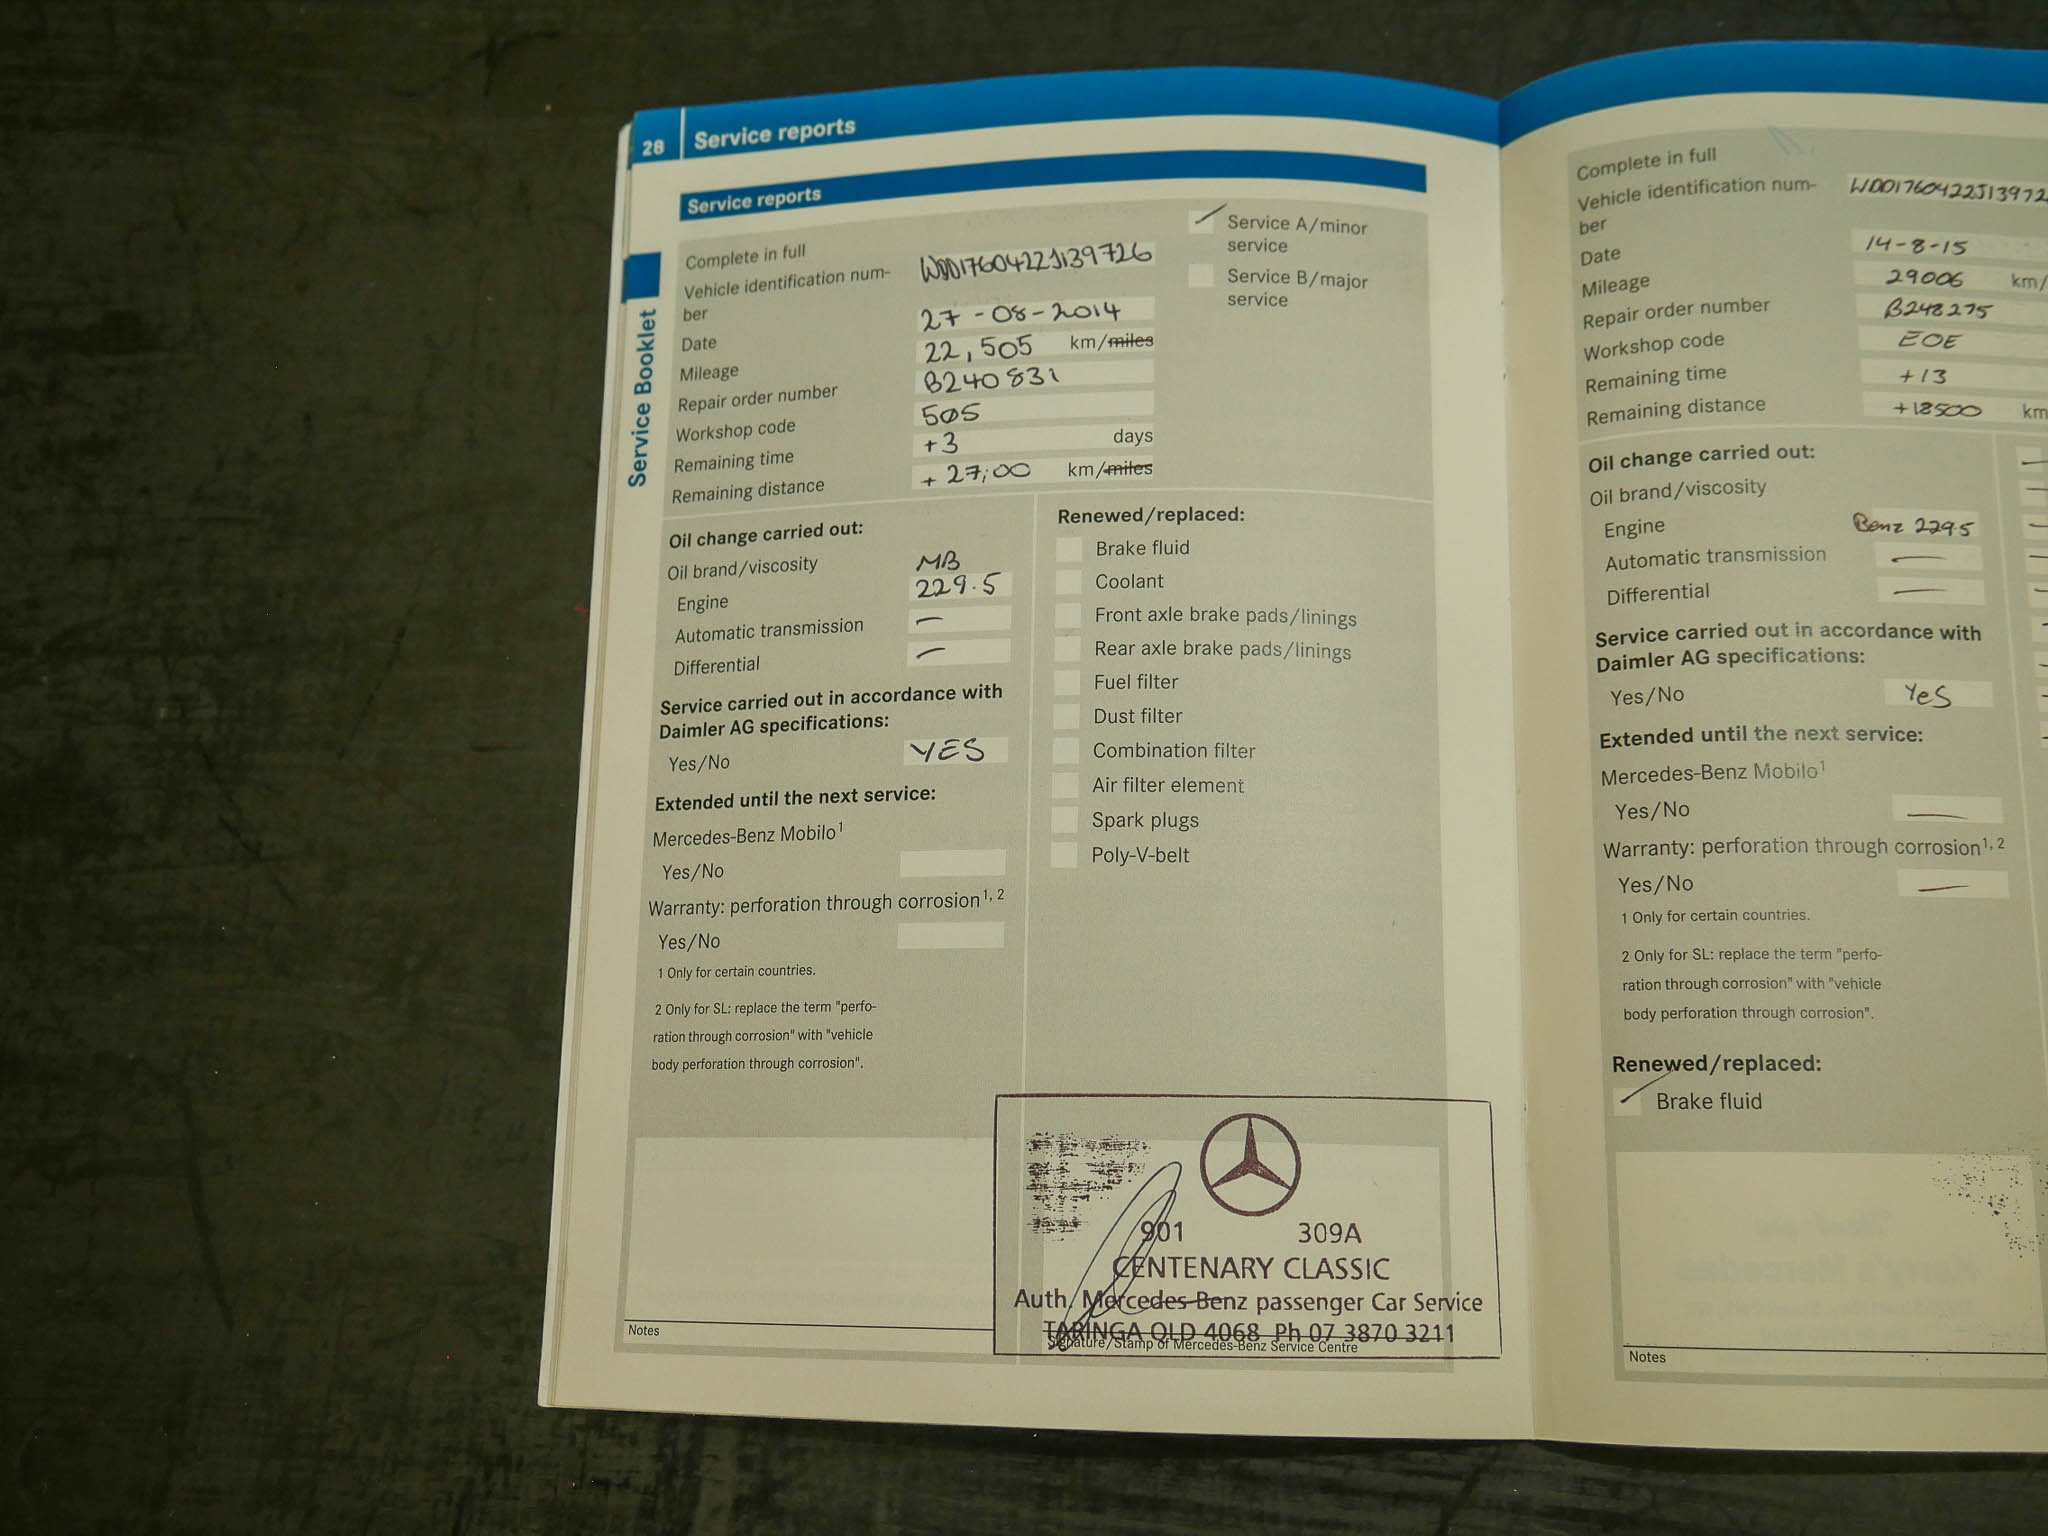 28 Service reports
Service reports
Service Booklet
Complete in full
Vehicle identification num-
ber WDD1760422J139726
Date 27-08-2014
Mileage 22,505 km/miles
Repair order number B240831
Workshop code 505
Remaining time +3 days
Remaining distance + 27,00 km/miles
Service A/minor
service
Service B/major
service
Oil change carried out:
Oil brand/viscosity MB
Engine 229.5
Automatic transmission —
Differential —
Service carried out in accordance with
Daimler AG specifications:
Yes/No YES
Extended until the next service:
Mercedes-Benz Mobilo1
Yes/No
Warranty: perforation through corrosion1, 2
Yes/No
1 Only for certain countries.
2 Only for SL: replace the term "perfo-
ration through corrosion" with "vehicle
body perforation through corrosion".
Renewed/replaced:
Brake fluid
Coolant
Front axle brake pads/linings
Rear axle brake pads/linings
Fuel filter
Dust filter
Combination filter
Air filter element
Spark plugs
Poly-V-belt
901 309A
CENTENARY CLASSIC
Auth. Mercedes-Benz passenger Car Service
TARINGA QLD 4068 Ph 07 3870 3211
Signature/Stamp of Mercedes-Benz Service Centre
Notes
Complete in full
Vehicle identification num-
ber WDD1760422J13972
Date 14-8-15
Mileage 29006 km/
Repair order number B248275
Workshop code EOE
Remaining time +13
Remaining distance +18500 km
Oil change carried out:
Oil brand/viscosity
Engine Benz 229.5
Automatic transmission —
Differential —
Service carried out in accordance with
Daimler AG specifications:
Yes/No Yes
Extended until the next service:
Mercedes-Benz Mobilo1
Yes/No —
Warranty: perforation through corrosion1, 2
Yes/No —
1 Only for certain countries.
2 Only for SL: replace the term "perfo-
ration through corrosion" with "vehicle
body perforation through corrosion".
Renewed/replaced:
Brake fluid
Notes